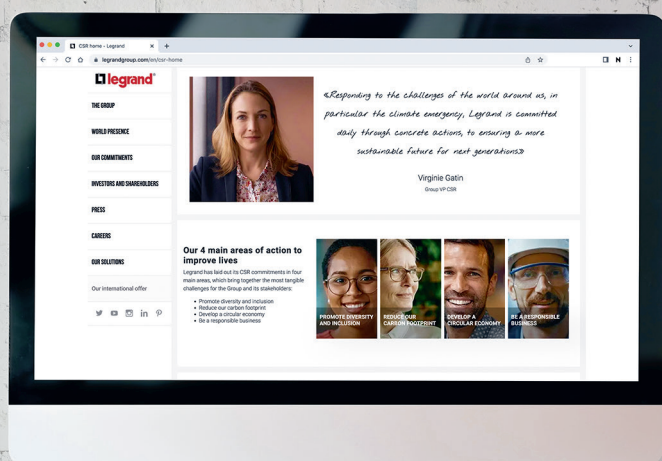 CSR home - Legrand
legrandgroup.com/en/csr-home
legrand®
THE GROUP
WORLD PRESENCE
OUR COMMITMENTS
INVESTORS AND SHAREHOLDERS
PRESS
CAREERS
OUR SOLUTIONS
Our international offer
«Responding to the challenges of the world around us, in
particular the climate emergency, Legrand is committed
daily through concrete actions, to ensuring a more
sustainable future for next generations»
Virginie Gatin
Group VP CSR
Our 4 main areas of action to
improve lives
Legrand has laid out its CSR commitments in four
main areas, which bring together the most tangible
challenges for the Group and its stakeholders:
• Promote diversity and inclusion
• Reduce our carbon footprint
• Develop a circular economy
• Be a responsible business
PROMOTE DIVERSITY
AND INCLUSION
REDUCE OUR
CARBON FOOTPRINT
DEVELOP A
CIRCULAR ECONOMY
BE A RESPONSIBLE
BUSINESS